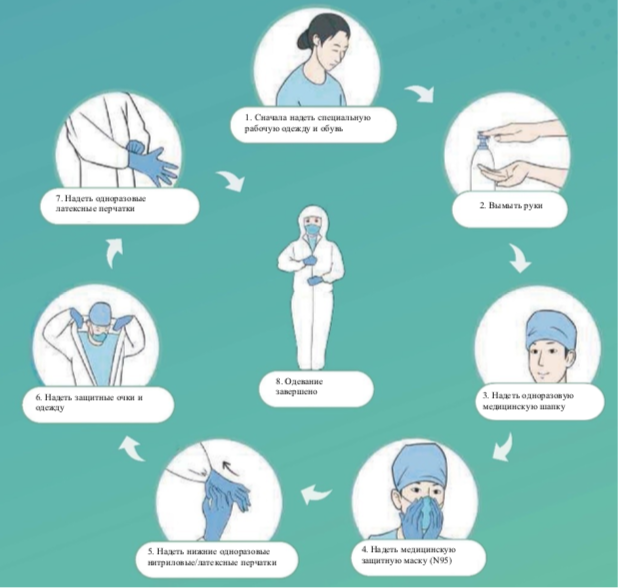 1. Сначала надеть специальную
рабочую одежду и обувь
2. Вымыть руки
3. Надеть одноразовую
медицинскую шапку
4. Надеть медицинскую
защитную маску (N95)
5. Надеть нижние одноразовые
нитриловые/латексные перчатки
6. Надеть защитные очки и
одежду
7. Надеть одноразовые
латексные перчатки
8. Одевание
завершено